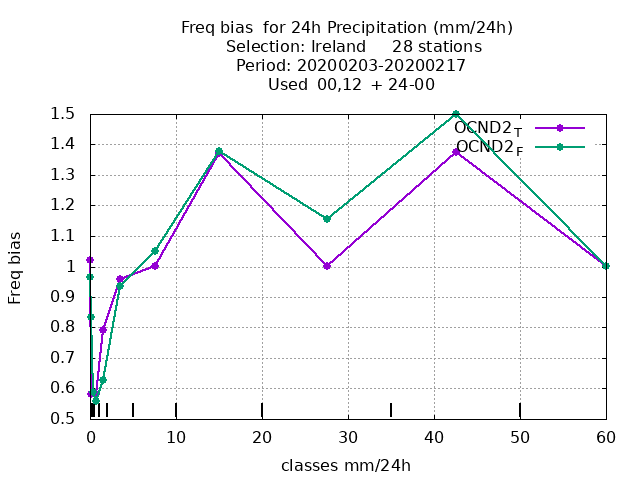 Freq bias  for 24h Precipitation (mm/24h)
Selection: Ireland     28 stations
Period: 20200203-20200217
Used  00,12  + 24-00
OCND2T
OCND2F
Freq bias
1.5
1.4
1.3
1.2
1.1
1
0.9
0.8
0.7
0.6
0.5
0 10 20 30 40 50 60
classes mm/24h